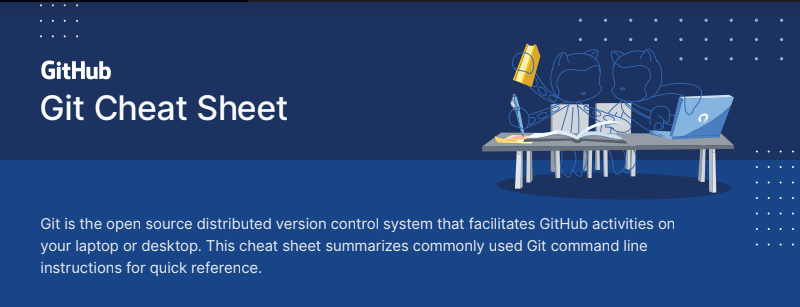 GitHub
Git Cheat Sheet
Git is the open source distributed version control system that facilitates GitHub activities on
your laptop or desktop. This cheat sheet summarizes commonly used Git command line
instructions for quick reference.